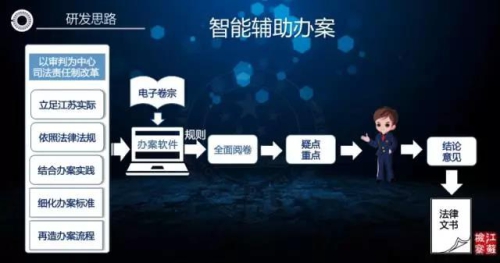 研发思路
智能辅助办案
以审判为中心
司法责任制改革
立足江苏实际
依照法律法规
结合办案实践
细化办案标准
再造办案流程
电子卷宗
办案软件
规则
全面阅卷
疑点
重点
结论
意见
法律
文书
江苏
检察